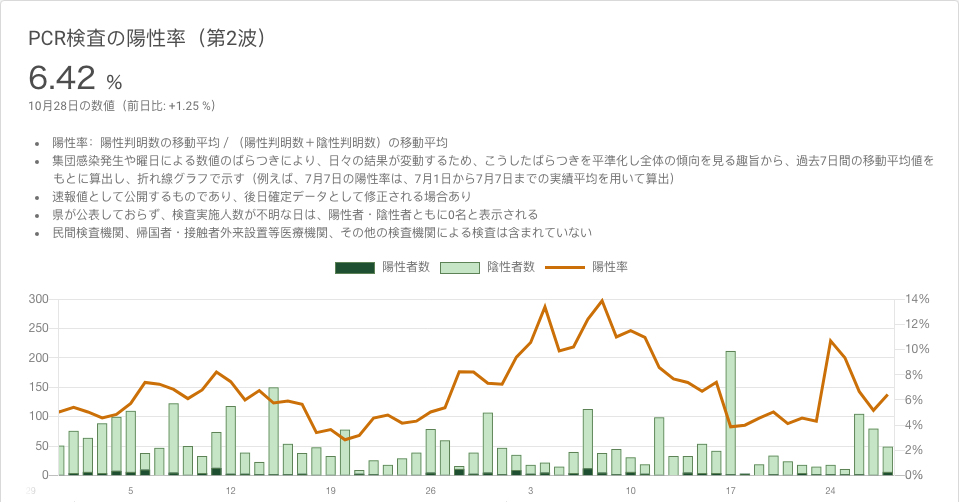 PCR検査の陽性率（第2波）
6.42 %
10月28日の数値（前日比: +1.25 %）
• 陽性率：陽性判明数の移動平均 / （陽性判明数＋陰性判明数）の移動平均
• 集団感染発生や曜日による数値のばらつきにより、日々の結果が変動するため、こうしたばらつきを平準化し全体の傾向を見る趣旨から、過去7日間の移動平均値を
もとに算出し、折れ線グラフで示す（例えば、7月7日の陽性率は、7月1日から7月7日までの実績平均を用いて算出）
• 速報値として公開するものであり、後日確定データとして修正される場合あり
• 県が公表しておらず、検査実施人数が不明な日は、陽性者・陰性者ともに0名と表示される
• 民間検査機関、帰国者・接触者外来設置等医療機関、その他の検査機関による検査は含まれていない
陽性者数 陰性者数 陽性率
300 14%
250 12%
200 10%
150 8%
100 6%
50 4%
0 2%
0%
29 5 12 19 26 3 10 17 24